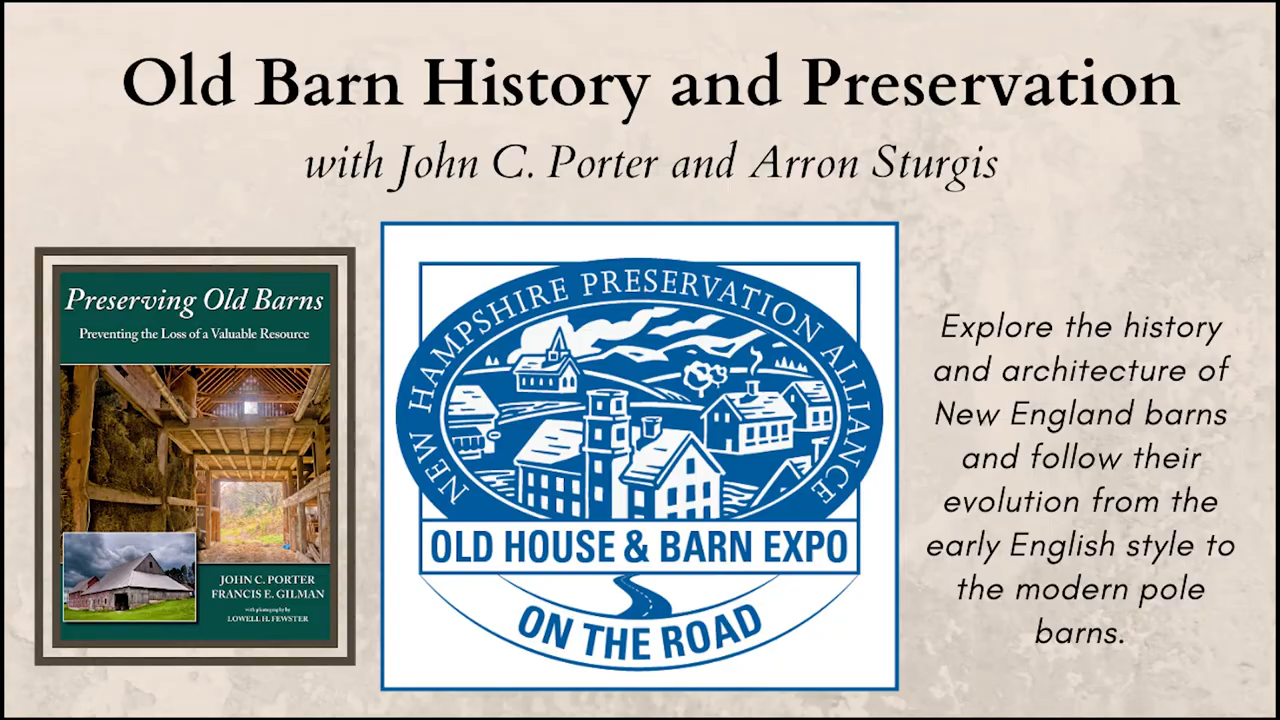 Old Barn History and Preservation
with John C. Porter and Arron Sturgis
Preserving Old Barns
Preventing the Loss of a Valuable Resource
JOHN C. PORTER
FRANCIS E. GILMAN
with photography by
LOWELL H. FEWSTER
NEW HAMPSHIRE PRESERVATION ALLIANCE
OLD HOUSE & BARN EXPO
ON THE ROAD
Explore the history
and architecture of
New England barns
and follow their
evolution from the
early English style to
the modern pole
barns.